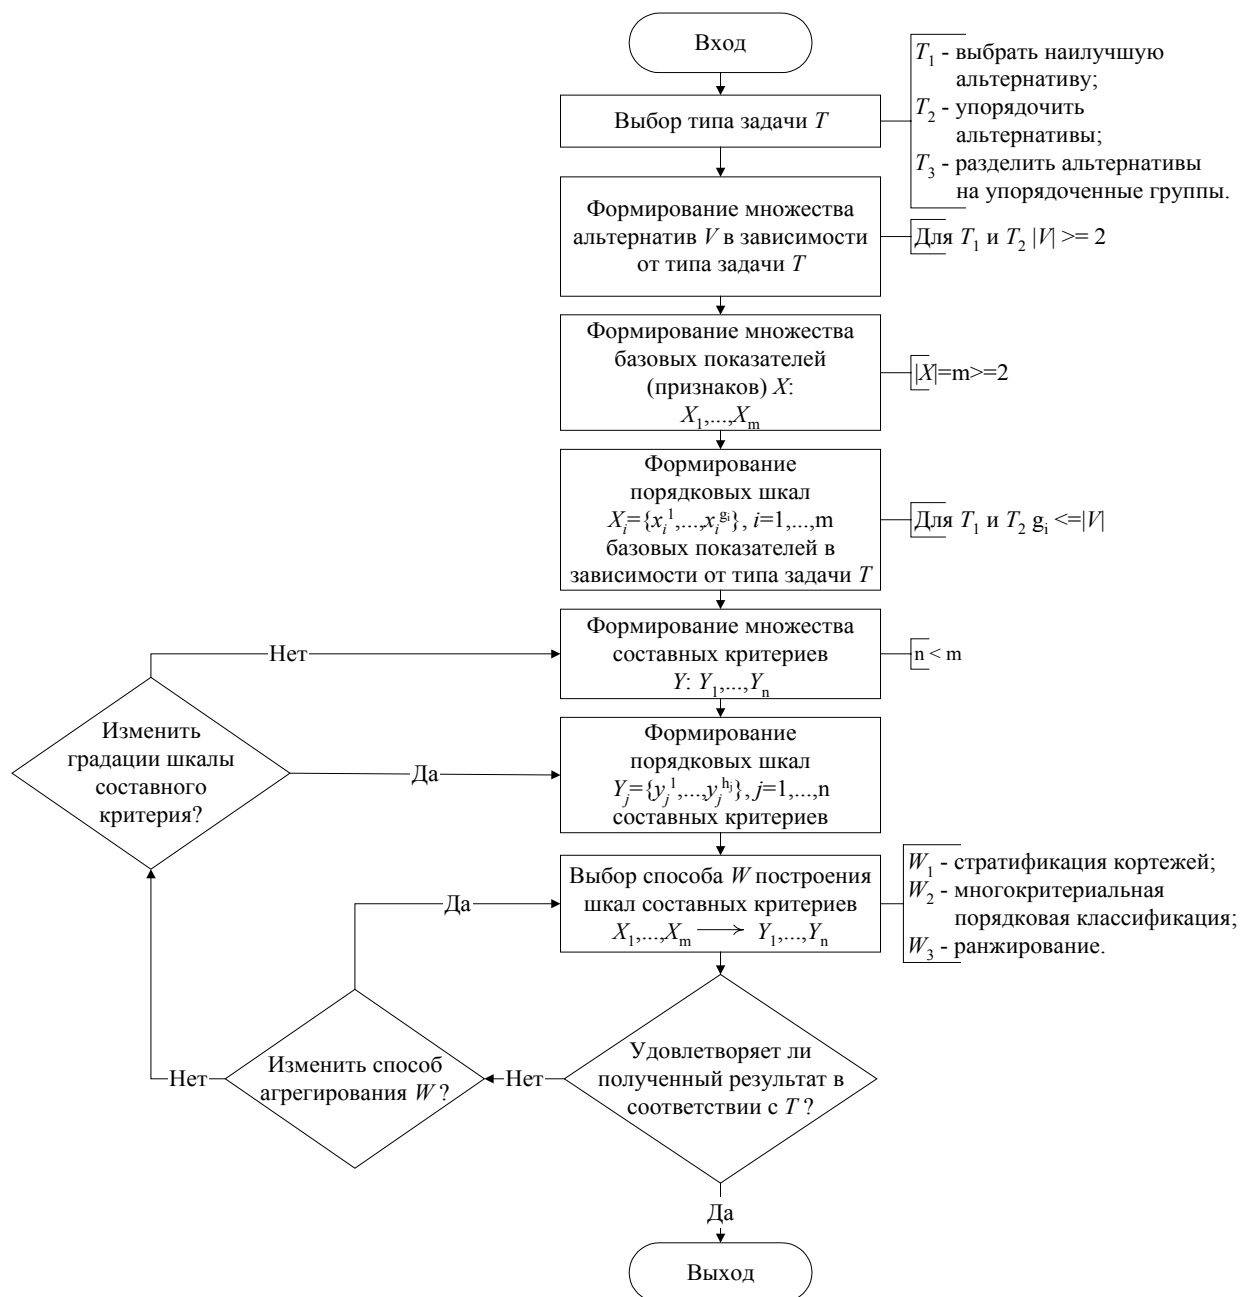 Вход
T₁ - выбрать наилучшую
альтернативу;
T₂ - упорядочить
альтернативы;
T₃ - разделить альтернативы
на упорядоченные группы.
Выбор типа задачи T
Формирование множества
альтернатив V в зависимости
от типа задачи T
Для T₁ и T₂ |V| >= 2
Формирование множества
базовых показателей
(признаков) X:
X₁,...,Xₘ
|X|=m>=2
Формирование
порядковых шкал
Xᵢ={xᵢ¹,...,xᵢ^gᵢ}, i=1,...,m
базовых показателей в
зависимости от типа задачи T
Для T₁ и T₂ gᵢ <=|V|
Формирование множества
составных критериев
Y: Y₁,...,Yₙ
n < m
Нет
Изменить
градации шкалы
составного
критерия?
Да
Формирование
порядковых шкал
Yⱼ={yⱼ¹,...,yⱼ^hⱼ}, j=1,...,n
составных критериев
Выбор способа W построения
шкал составных критериев
X₁,...,Xₘ ⟶ Y₁,...,Yₙ
W₁ - стратификация кортежей;
W₂ - многокритериальная
порядковая классификация;
W₃ - ранжирование.
Да
Удовлетворяет ли
полученный результат в
соответствии с T ?
Нет
Изменить способ
агрегирования W ?
Нет
Да
Выход